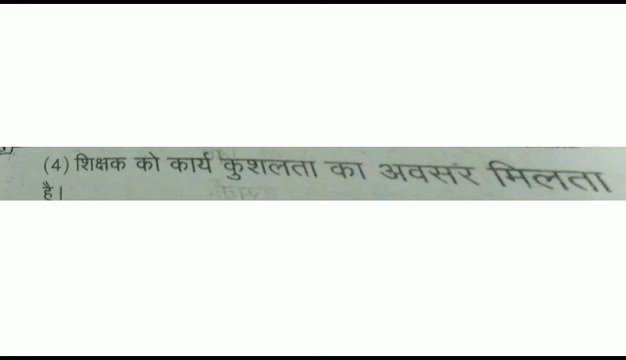 (4) शिक्षक को कार्य कुशलता का अवसर मिलता
है।